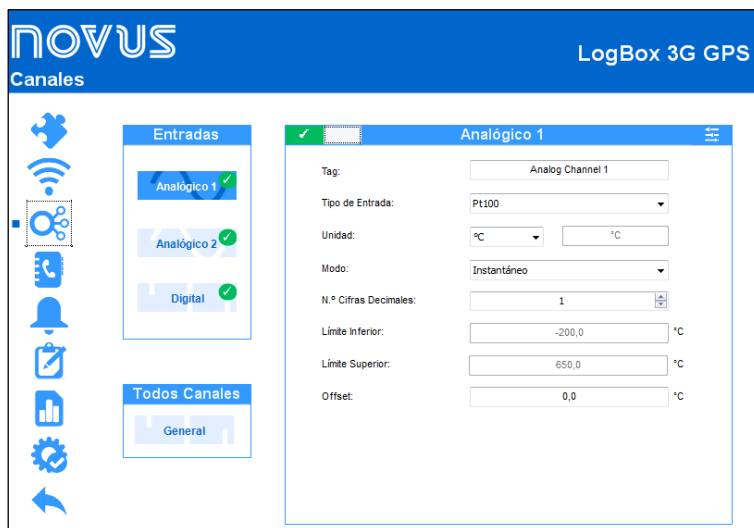 NOVUS
LogBox 3G GPS
Canales
Entradas
Analógico 1
Analógico 2
Digital
Todos Canales
General
Analógico 1
Tag: Analog Channel 1
Tipo de Entrada: Pt100
Unidad: ºC °C
Modo: Instantáneo
N.º Cifras Decimales: 1
Límite Inferior: -200,0 °C
Límite Superior: 650,0 °C
Offset: 0,0 °C